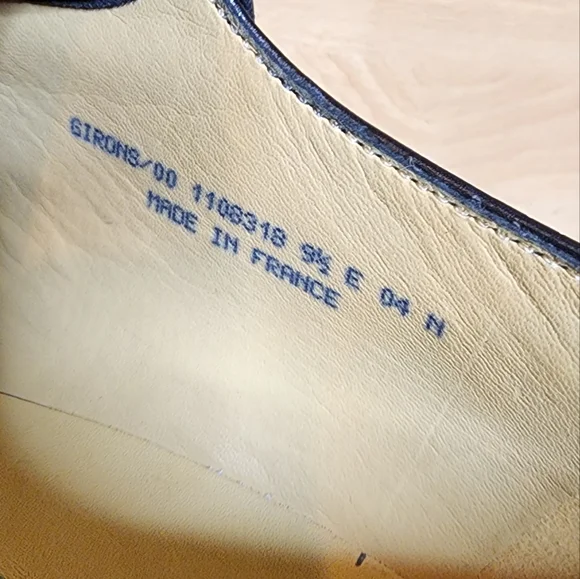 GIRONS/00 1108318 9½ E 04 N
MADE IN FRANCE